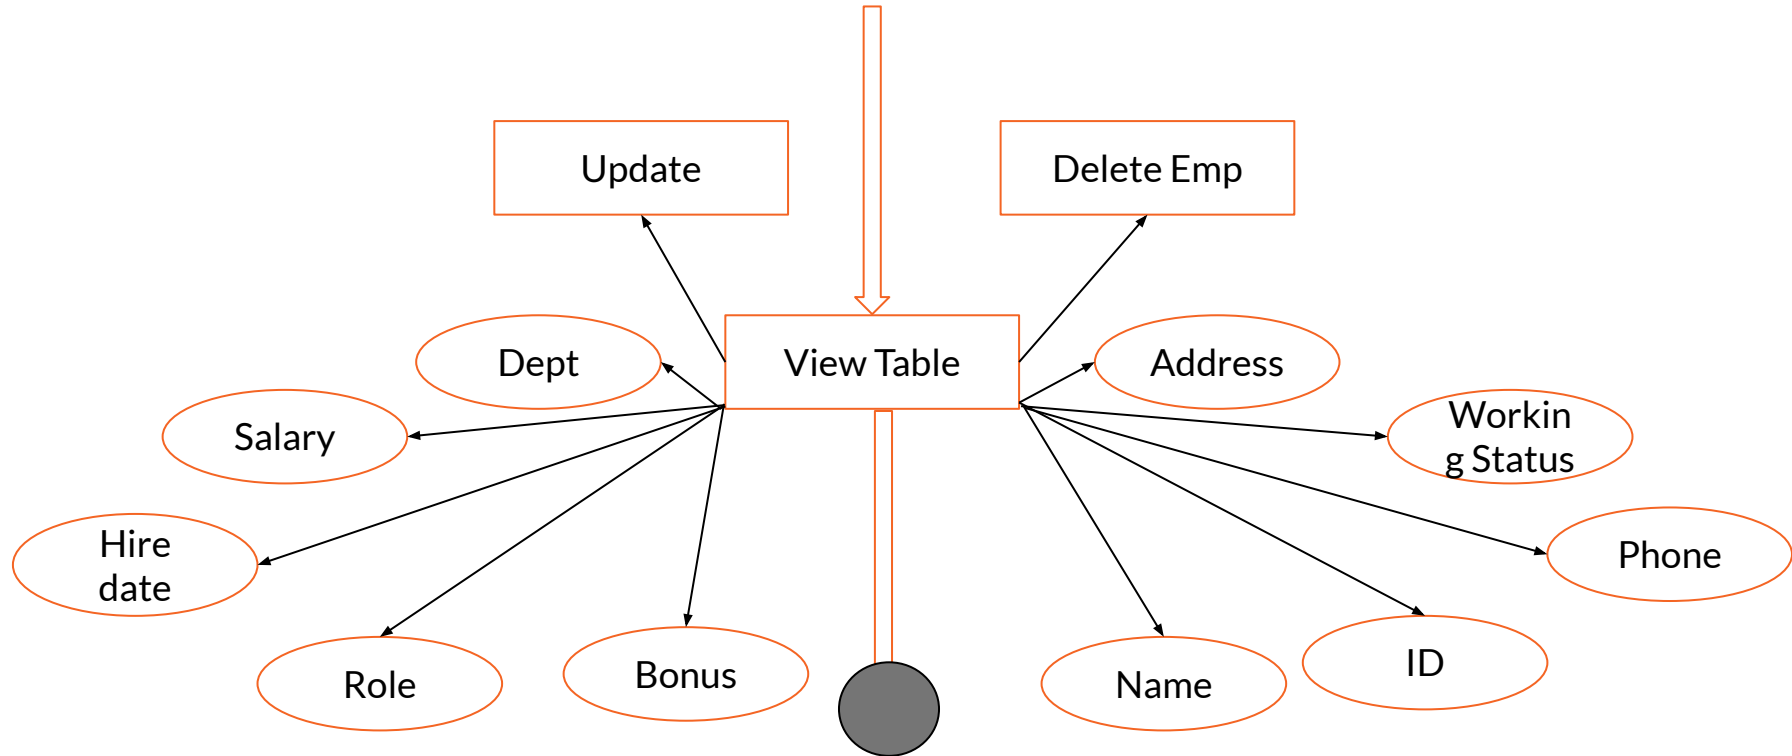 Update
Delete Emp
Dept
View Table
Address
Salary
Workin
g Status
Hire
date
Phone
Role
Bonus
Name
ID